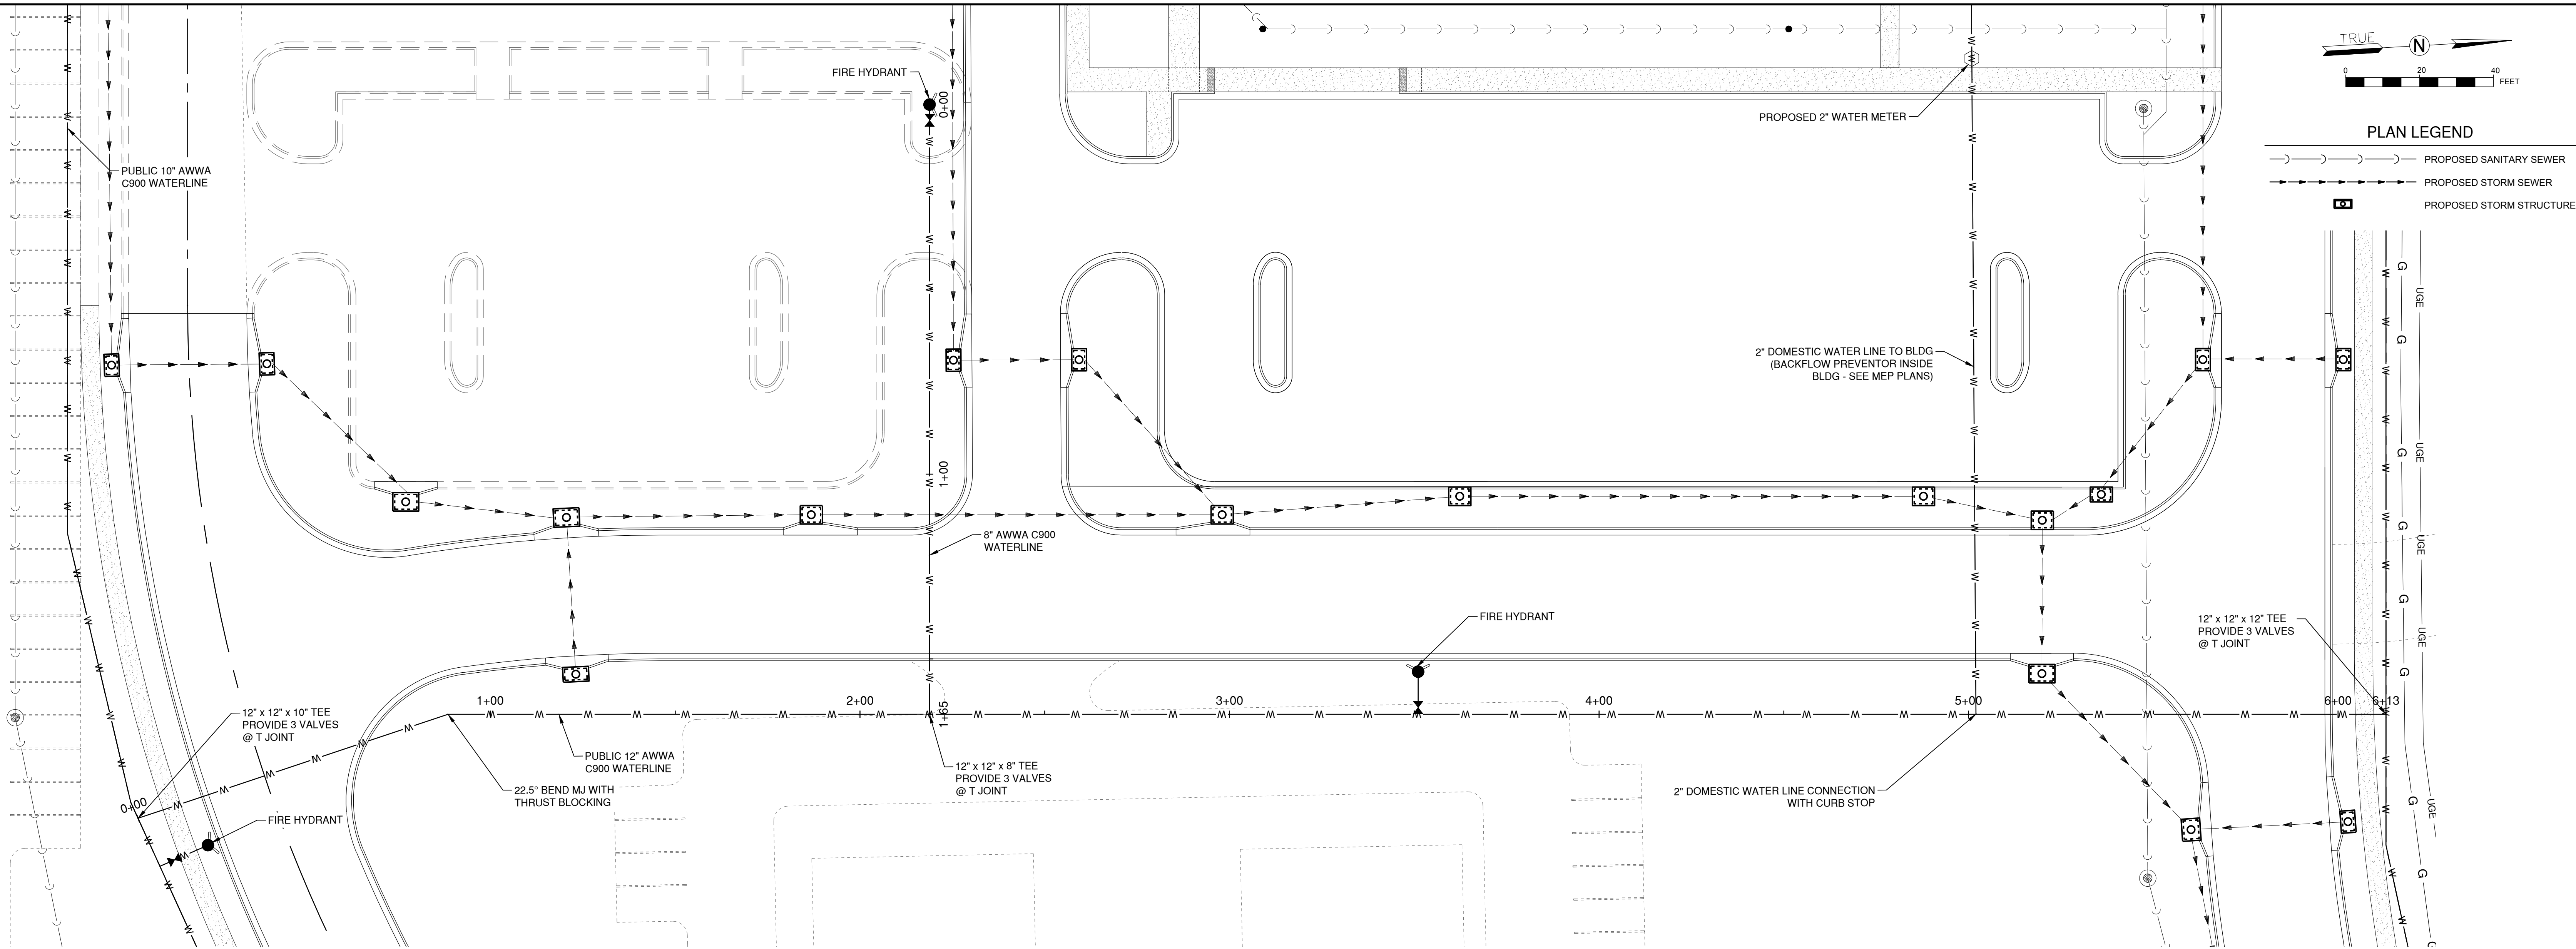 TRUE
N
0 20 40
FEET
PLAN LEGEND
PROPOSED SANITARY SEWER
PROPOSED STORM SEWER
PROPOSED STORM STRUCTURE
FIRE HYDRANT
0+00
PROPOSED 2" WATER METER
PUBLIC 10" AWWA
C900 WATERLINE
2" DOMESTIC WATER LINE TO BLDG
(BACKFLOW PREVENTOR INSIDE
BLDG - SEE MEP PLANS)
1+00
8" AWWA C900
WATERLINE
FIRE HYDRANT
12" x 12" x 12" TEE
PROVIDE 3 VALVES
@ T JOINT
1+00
2+00
1+65
3+00
4+00
5+00
6+00
6+13
12" x 12" x 10" TEE
PROVIDE 3 VALVES
@ T JOINT
PUBLIC 12" AWWA
C900 WATERLINE
12" x 12" x 8" TEE
PROVIDE 3 VALVES
@ T JOINT
22.5° BEND MJ WITH
THRUST BLOCKING
2" DOMESTIC WATER LINE CONNECTION
WITH CURB STOP
0+00
FIRE HYDRANT
G
G
G
G
G
G
G
G
G
G
UGE
UGE
UGE
UGE
UGE
W